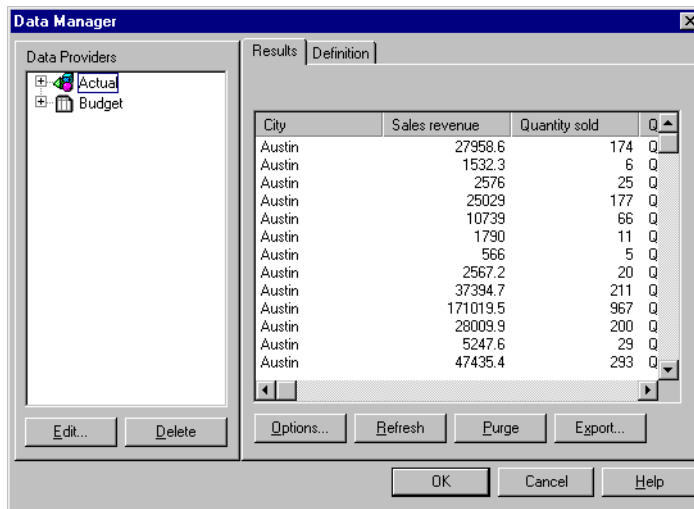 Data Manager
Data Providers
Actual
Budget
Edit...
Delete
Results Definition
City Sales revenue Quantity sold Q
Austin 27958.6 174 Q
Austin 1532.3 6 Q
Austin 2576 25 Q
Austin 25029 177 Q
Austin 10739 66 Q
Austin 1790 11 Q
Austin 566 5 Q
Austin 2567.2 20 Q
Austin 37394.7 211 Q
Austin 171019.5 967 Q
Austin 28009.9 200 Q
Austin 5247.6 29 Q
Austin 47435.4 293 Q
Options... Refresh Purge Export...
OK Cancel Help